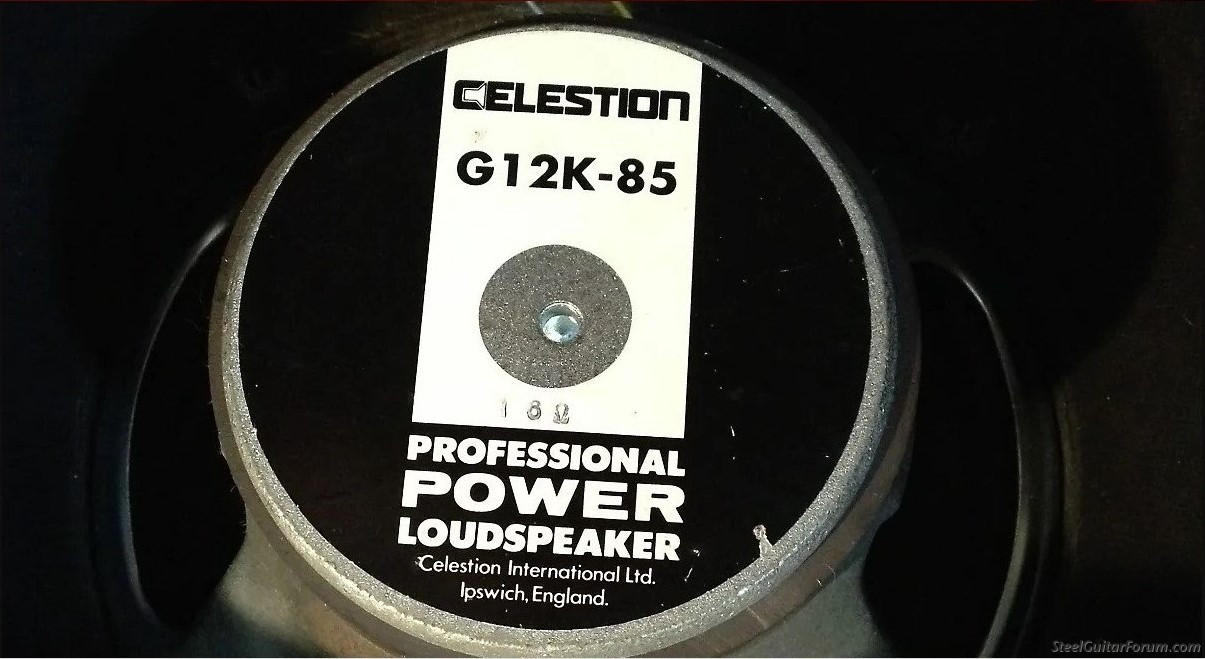 CELESTION
G12K-85
16Ω
PROFESSIONAL
POWER
LOUDSPEAKER
Celestion International Ltd.
Ipswich, England.
SteelGuitarForum.com